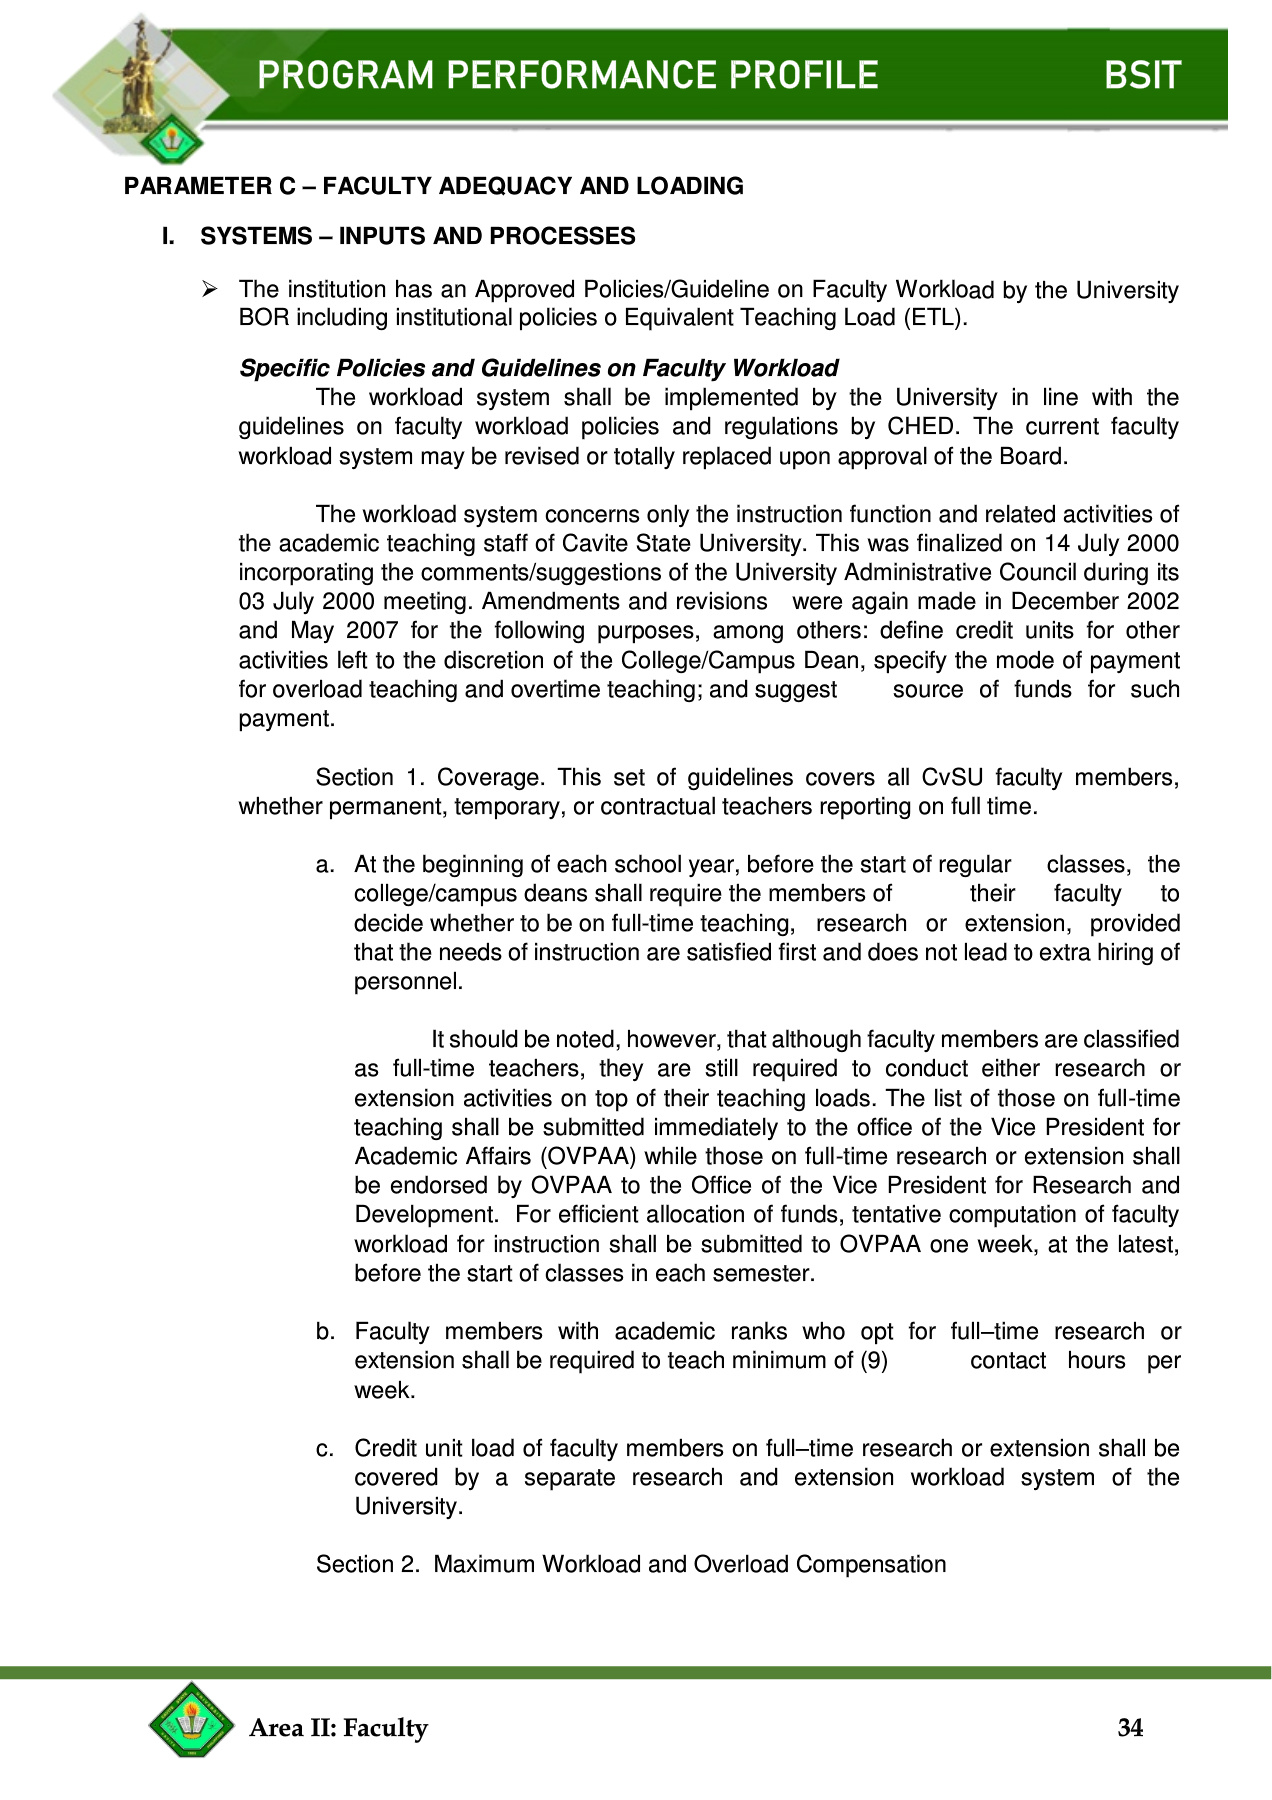 PROGRAM PERFORMANCE PROFILE BSIT
PARAMETER C – FACULTY ADEQUACY AND LOADING
I. SYSTEMS – INPUTS AND PROCESSES
➢ The institution has an Approved Policies/Guideline on Faculty Workload by the University
BOR including institutional policies o Equivalent Teaching Load (ETL).
Specific Policies and Guidelines on Faculty Workload
The workload system shall be implemented by the University in line with the
guidelines on faculty workload policies and regulations by CHED. The current faculty
workload system may be revised or totally replaced upon approval of the Board.
The workload system concerns only the instruction function and related activities of
the academic teaching staff of Cavite State University. This was finalized on 14 July 2000
incorporating the comments/suggestions of the University Administrative Council during its
03 July 2000 meeting. Amendments and revisions were again made in December 2002
and May 2007 for the following purposes, among others: define credit units for other
activities left to the discretion of the College/Campus Dean, specify the mode of payment
for overload teaching and overtime teaching; and suggest source of funds for such
payment.
Section 1. Coverage. This set of guidelines covers all CvSU faculty members,
whether permanent, temporary, or contractual teachers reporting on full time.
a. At the beginning of each school year, before the start of regular classes, the
college/campus deans shall require the members of their faculty to
decide whether to be on full-time teaching, research or extension, provided
that the needs of instruction are satisfied first and does not lead to extra hiring of
personnel.
It should be noted, however, that although faculty members are classified
as full-time teachers, they are still required to conduct either research or
extension activities on top of their teaching loads. The list of those on full-time
teaching shall be submitted immediately to the office of the Vice President for
Academic Affairs (OVPAA) while those on full-time research or extension shall
be endorsed by OVPAA to the Office of the Vice President for Research and
Development. For efficient allocation of funds, tentative computation of faculty
workload for instruction shall be submitted to OVPAA one week, at the latest,
before the start of classes in each semester.
b. Faculty members with academic ranks who opt for full–time research or
extension shall be required to teach minimum of (9) contact hours per
week.
c. Credit unit load of faculty members on full–time research or extension shall be
covered by a separate research and extension workload system of the
University.
Section 2. Maximum Workload and Overload Compensation
Area II: Faculty 34